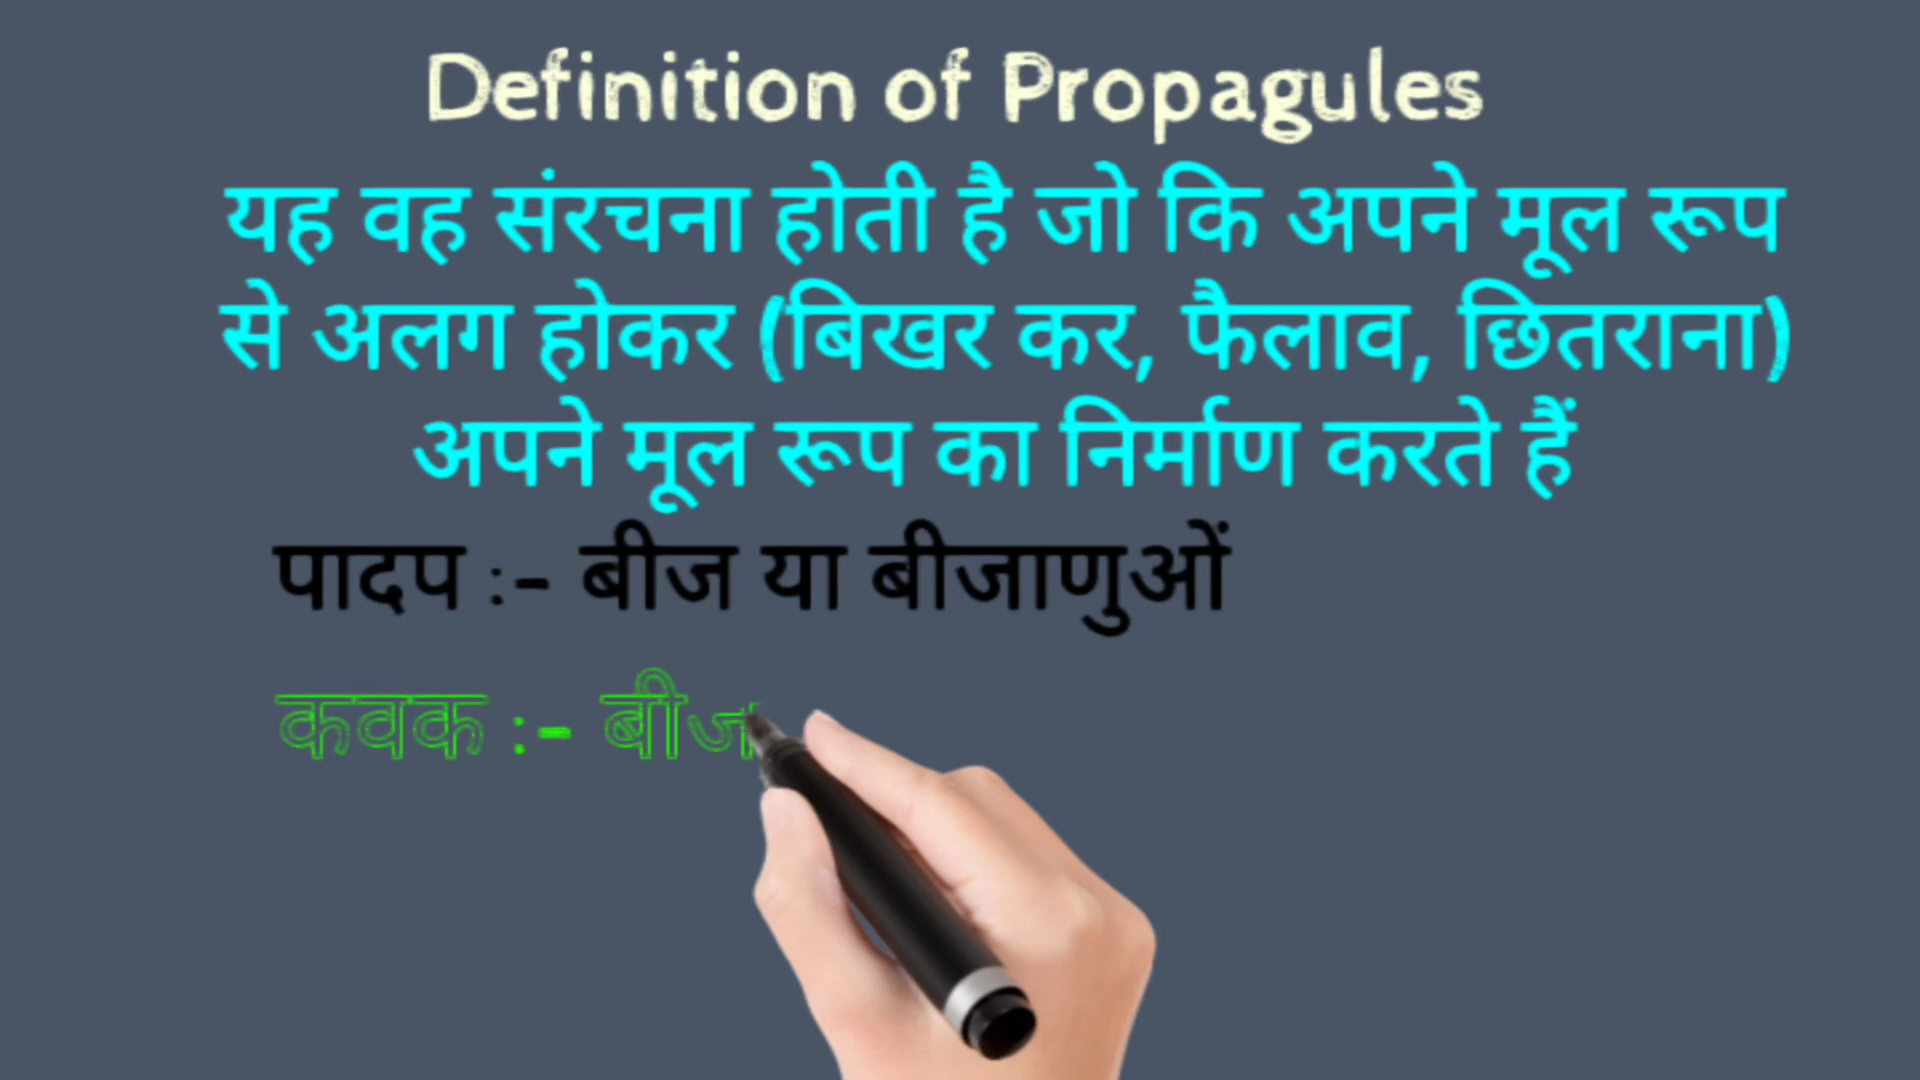 Definition of Propagules
यह वह संरचना होती है जो कि अपने मूल रूप
से अलग होकर (बिखर कर, फैलाव, छितराना)
अपने मूल रूप का निर्माण करते हैं
पादप :- बीज या बीजाणुओं
कवक :- बीज